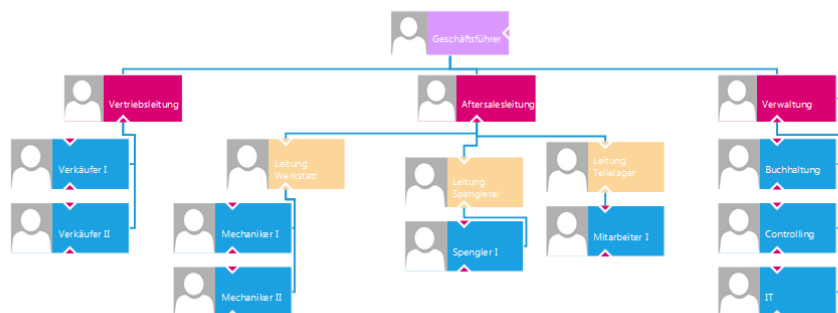 Geschäftsführer
Vertriebsleitung
Aftersalesleitung
Verwaltung
Verkäufer I
Leitung
Werkstatt
Leitung
Spenglerei
Leitung
Teilelager
Buchhaltung
Verkäufer II
Mechaniker I
Spengler I
Mitarbeiter I
Controlling
Mechaniker II
IT